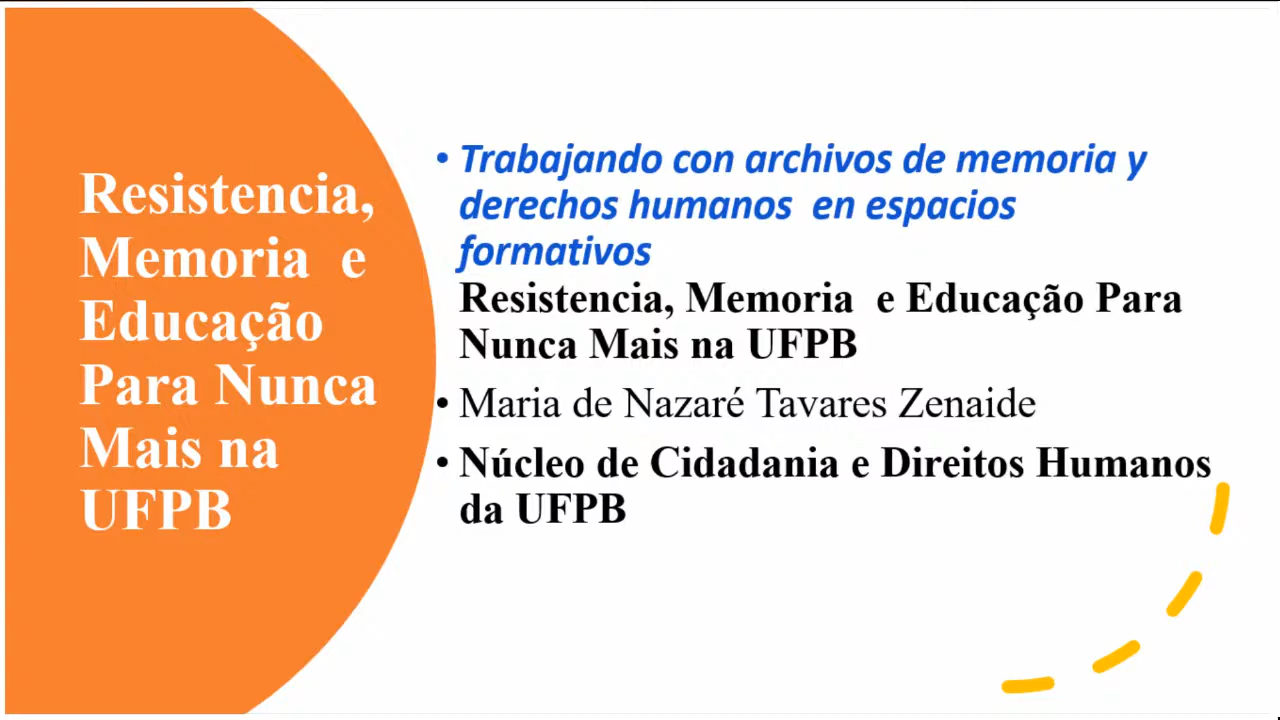 Resistencia,
Memoria  e
Educação
Para Nunca
Mais na
UFPB
• Trabajando con archivos de memoria y
derechos humanos  en espacios
formativos
Resistencia, Memoria  e Educação Para
Nunca Mais na UFPB
• Maria de Nazaré Tavares Zenaide
• Núcleo de Cidadania e Direitos Humanos
da UFPB